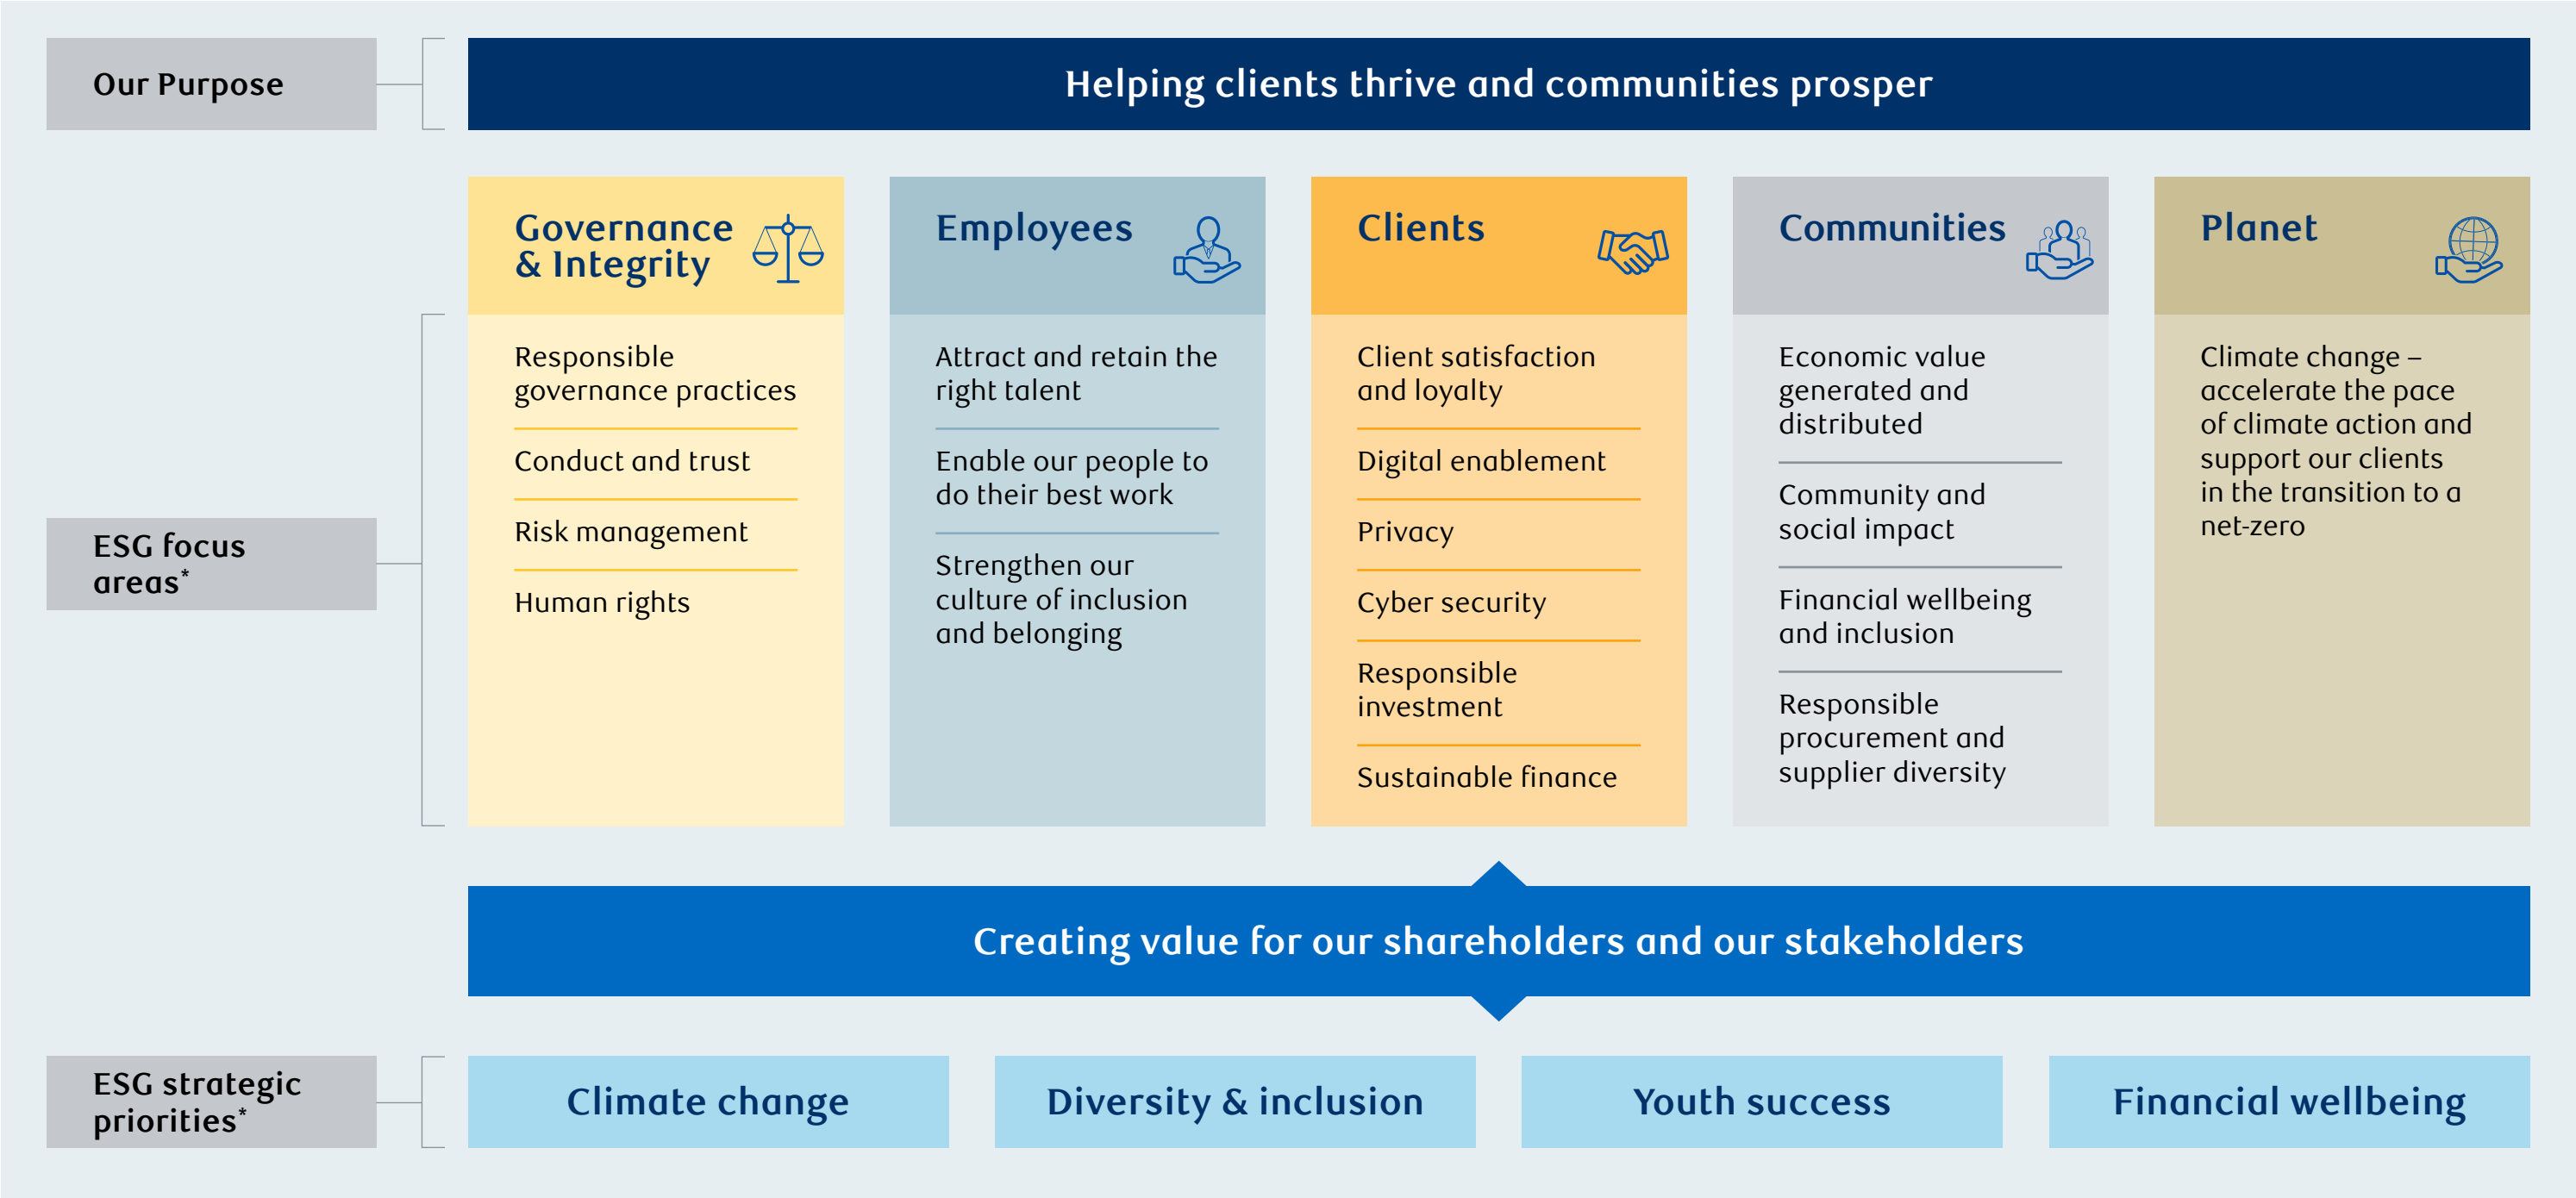 Our Purpose
Helping clients thrive and communities prosper
Governance
& Integrity
Responsible
governance practices
Conduct and trust
Risk management
Human rights
Employees
Attract and retain the
right talent
Enable our people to
do their best work
Strengthen our
culture of inclusion
and belonging
Clients
Client satisfaction
and loyalty
Digital enablement
Privacy
Cyber security
Responsible
investment
Sustainable finance
Communities
Economic value
generated and
distributed
Community and
social impact
Financial wellbeing
and inclusion
Responsible
procurement and
supplier diversity
Planet
Climate change –
accelerate the pace
of climate action and
support our clients
in the transition to a
net-zero
ESG focus
areas*
Creating value for our shareholders and our stakeholders
ESG strategic
priorities*
Climate change
Diversity & inclusion
Youth success
Financial wellbeing